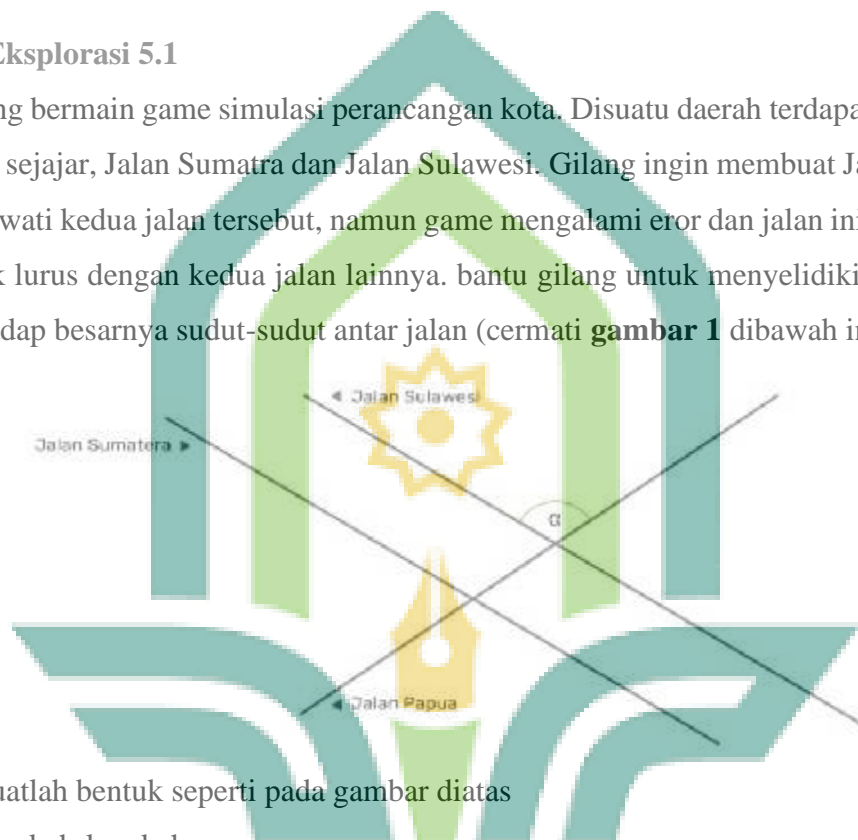 Eksplorasi 5.1
ng bermain game simulasi perancangan kota. Disuatu daerah terdapa
sejajar, Jalan Sumatra dan Jalan Sulawesi. Gilang ingin membuat Ja
wati kedua jalan tersebut, namun game mengalami eror dan jalan ini
k lurus dengan kedua jalan lainnya. bantu gilang untuk menyelidiki
dap besarnya sudut-sudut antar jalan (cermati gambar 1 dibawah in
◄ Jalan Sulawesi
Jalan Sumatera ►
α
◄ Jalan Papua
uatlah bentuk seperti pada gambar diatas